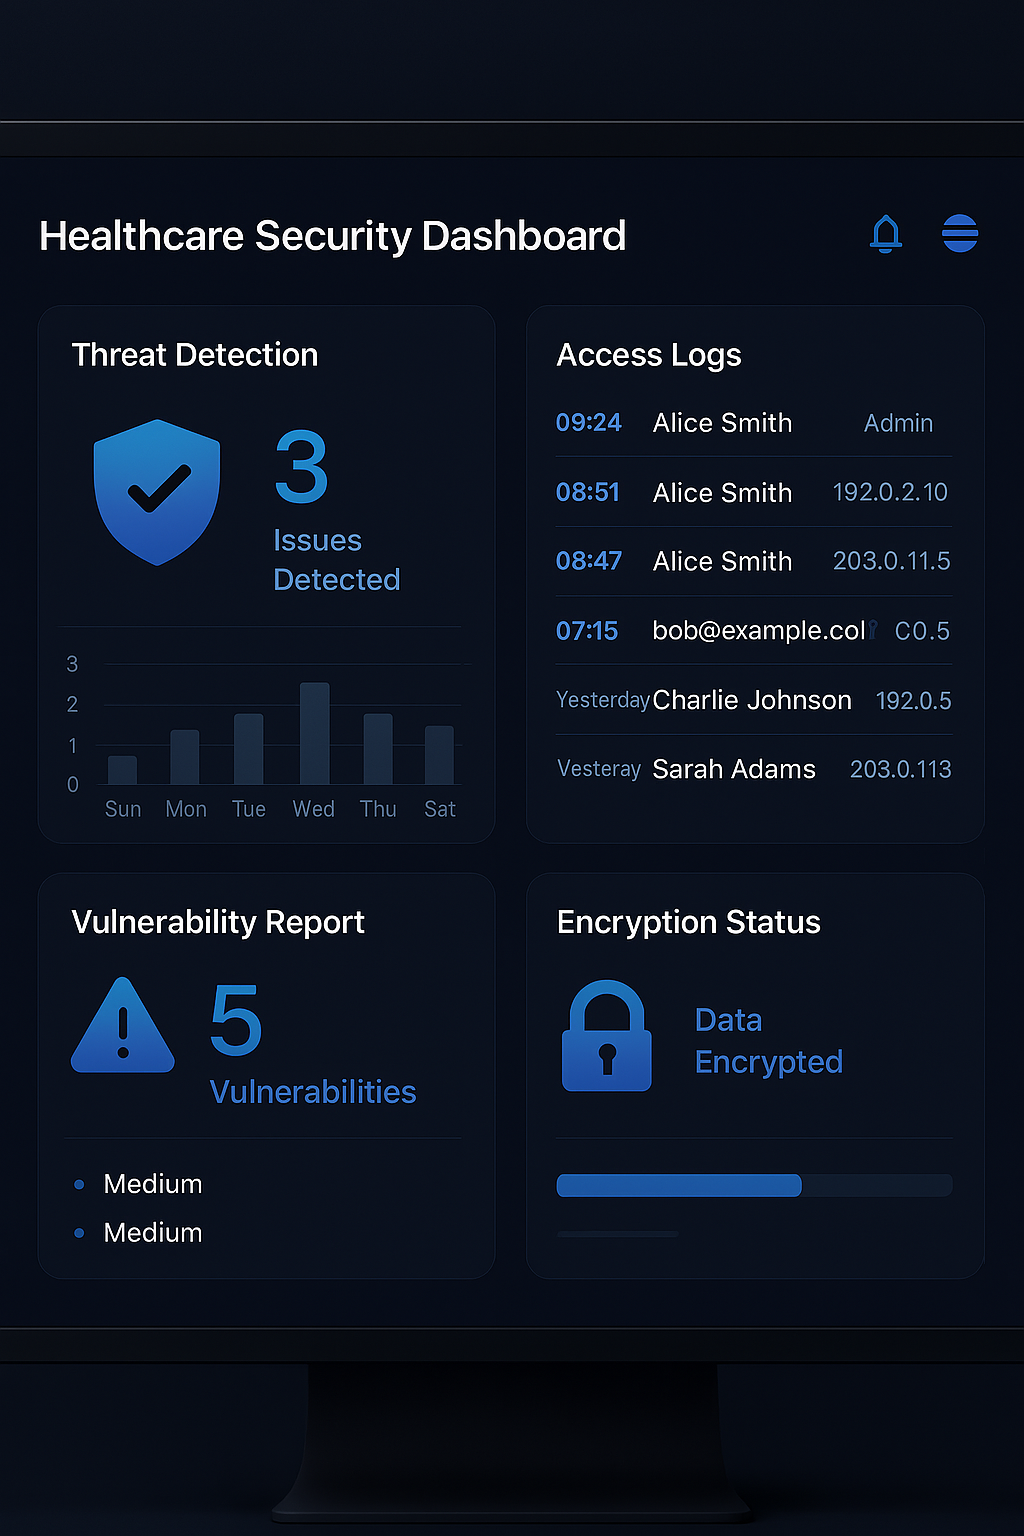 Healthcare Security Dashboard
Threat Detection
3
Issues
Detected
3
2
1
0
Sun Mon Tue Wed Thu Sat
Access Logs
09:24 Alice Smith Admin
08:51 Alice Smith 192.0.2.10
08:47 Alice Smith 203.0.11.5
07:15 bob@example.col C0.5
Yesterday Charlie Johnson 192.0.5
Vesteray Sarah Adams 203.0.113
Vulnerability Report
5
Vulnerabilities
Medium
Medium
Encryption Status
Data
Encrypted